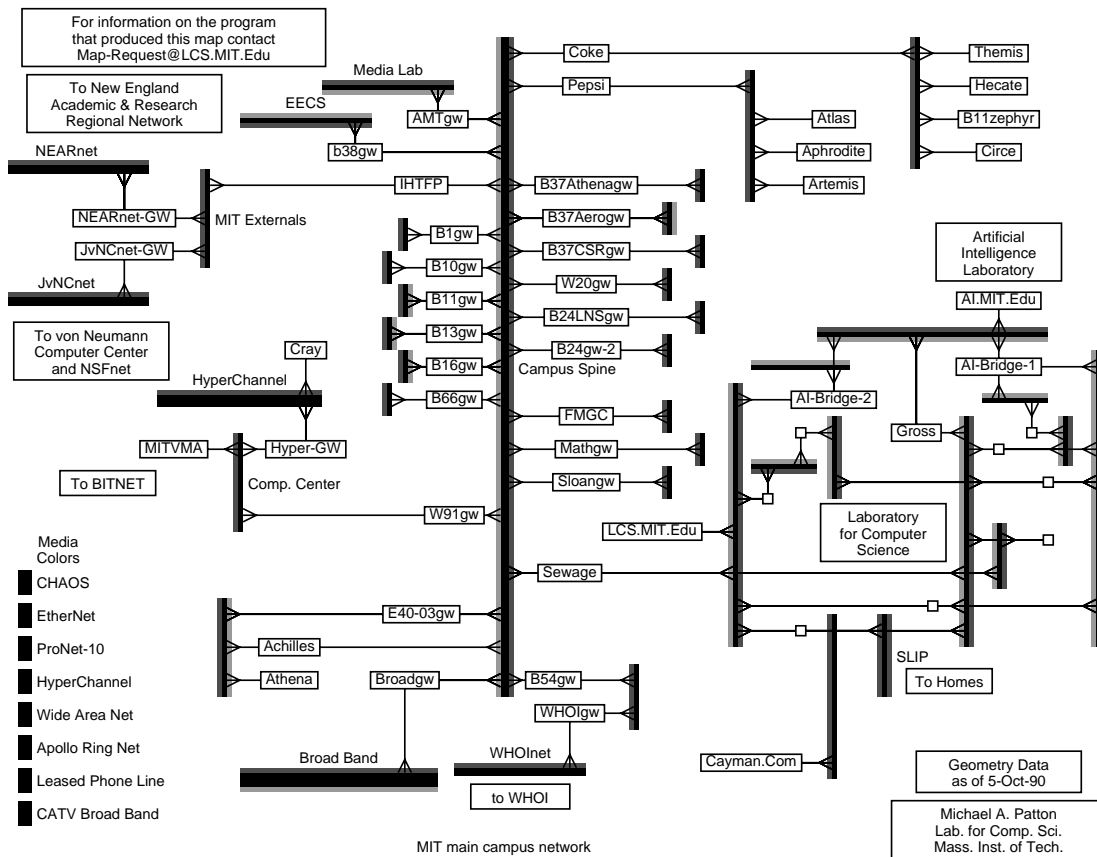 For information on the program
that produced this map contact
Map-Request@LCS.MIT.Edu
To New England
Academic & Research
Regional Network
Media Lab
EECS
AMTgw
b38gw
NEARnet
NEARnet-GW
MIT Externals
JvNCnet-GW
JvNCnet
IHTFP
To von Neumann
Computer Center
and NSFnet
Coke
Pepsi
Themis
Hecate
B11zephyr
Circe
Atlas
Aphrodite
Artemis
B37Athenagw
B37Aerogw
B37CSRgw
W20gw
B24LNSgw
B24gw-2
Campus Spine
B1gw
B10gw
B11gw
B13gw
B16gw
B66gw
FMGC
Mathgw
Sloangw
Cray
HyperChannel
MITVMA
Hyper-GW
To BITNET
Comp. Center
W91gw
Artificial
Intelligence
Laboratory
AI.MIT.Edu
AI-Bridge-1
AI-Bridge-2
Gross
LCS.MIT.Edu
Laboratory
for Computer
Science
Sewage
Media
Colors
CHAOS
EtherNet
ProNet-10
HyperChannel
Wide Area Net
Apollo Ring Net
Leased Phone Line
CATV Broad Band
E40-03gw
Achilles
Athena
Broadgw
B54gw
WHOIgw
Broad Band
WHOInet
to WHOI
SLIP
To Homes
Cayman.Com
Geometry Data
as of 5-Oct-90
Michael A. Patton
Lab. for Comp. Sci.
Mass. Inst. of Tech.
MIT main campus network